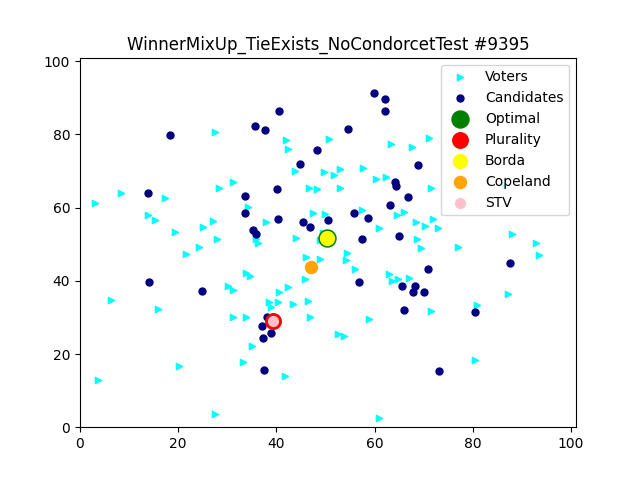 WinnerMixUp_TieExists_NoCondorcetTest #9395
Voters
Candidates
Optimal
Plurality
Borda
Copeland
STV
100
80
60
40
20
0
0 20 40 60 80 100